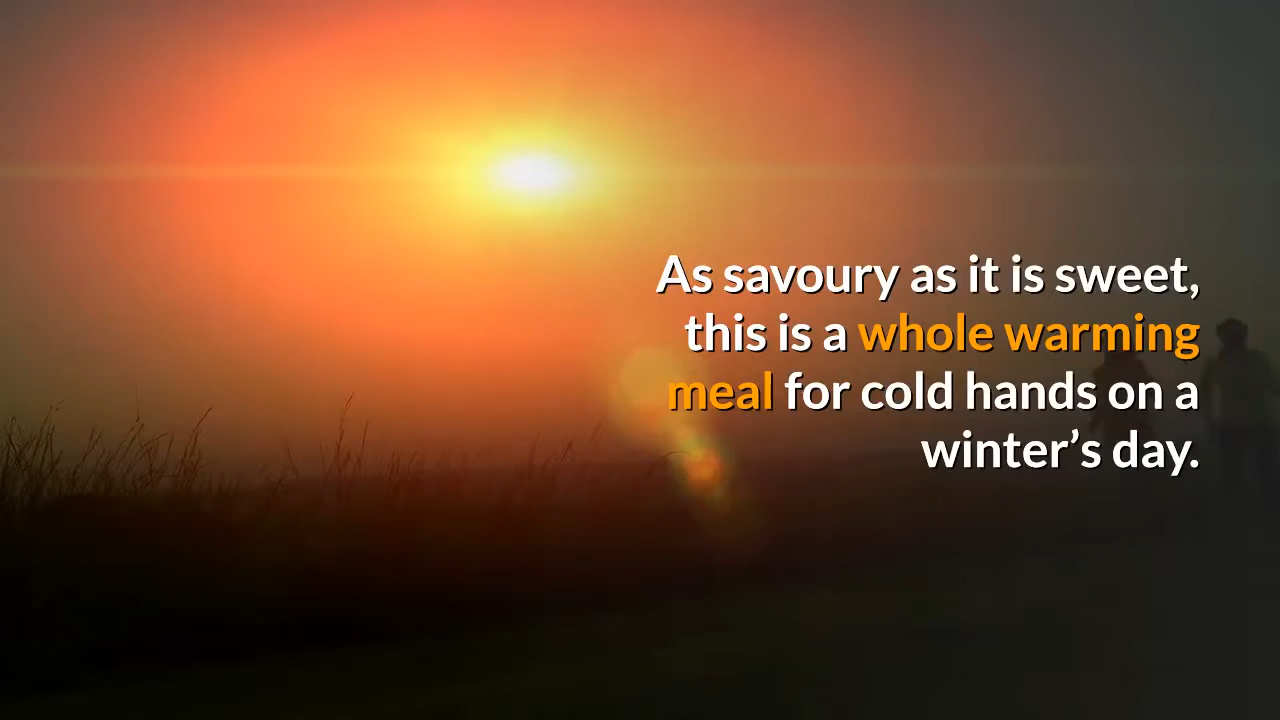 As savoury as it is sweet,
this is a whole warming
meal for cold hands on a
winter’s day.